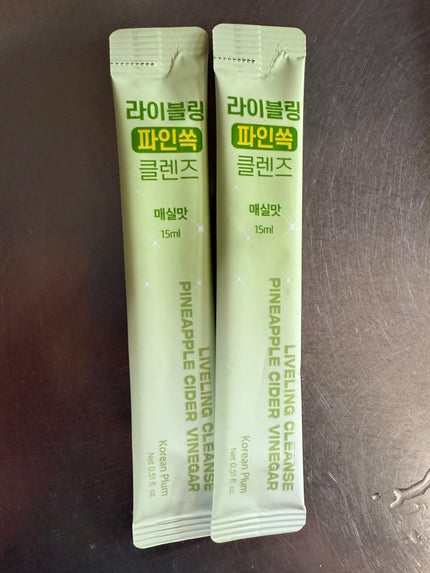 라이블링
파인쏙
클렌즈
매실맛
15ml
LIVELING CLEANSE
PINEAPPLE CIDER VINEGAR
Korean Plum
Net 0.51 fl. oz.
라이블링
파인쏙
클렌즈
매실맛
15ml
LIVELING CLEANSE
PINEAPPLE CIDER VINEGAR
Korean Plum
Net 0.51 fl. oz.